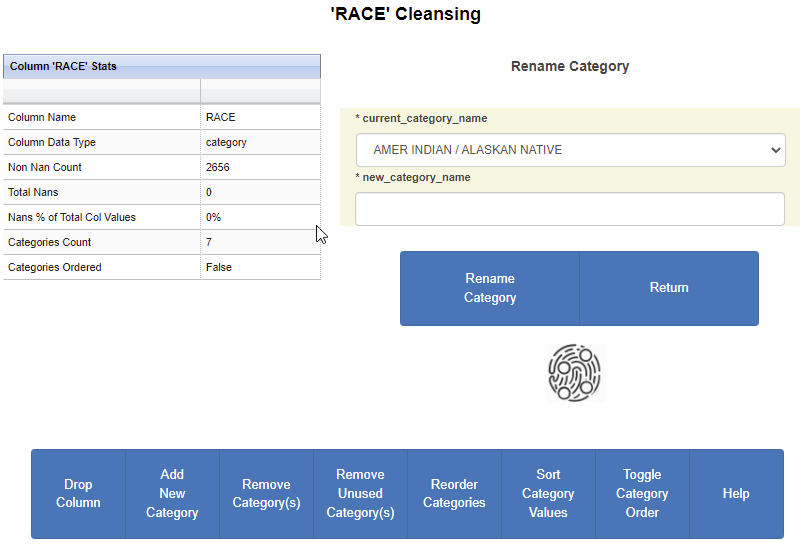 'RACE' Cleansing
Column 'RACE' Stats
Column Name RACE
Column Data Type category
Non Nan Count 2656
Total Nans 0
Nans % of Total Col Values 0%
Categories Count 7
Categories Ordered False
Rename Category
* current_category_name
AMER INDIAN / ALASKAN NATIVE
* new_category_name
Rename
Category
Return
Drop
Column
Add
New
Category
Remove
Category(s)
Remove
Unused
Category(s)
Reorder
Categories
Sort
Category
Values
Toggle
Category
Order
Help